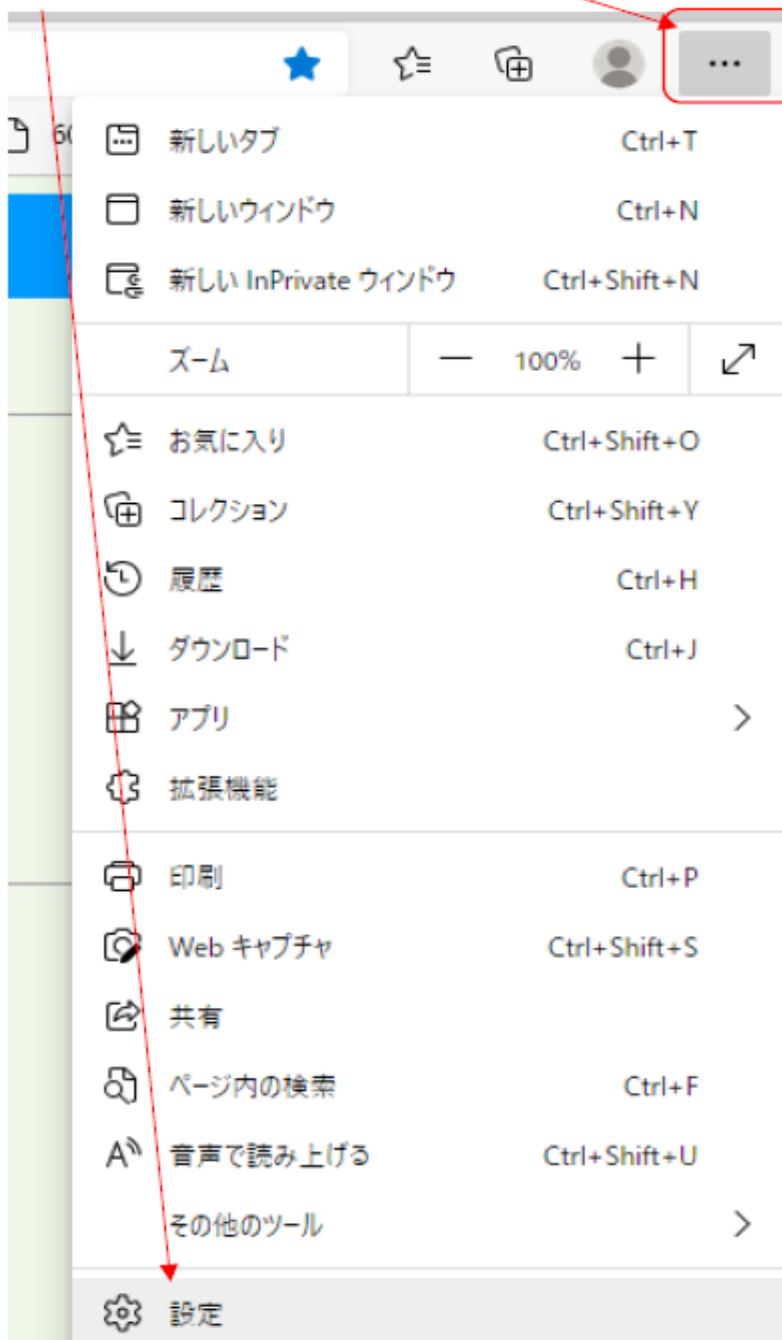 新しいタブ Ctrl+T
新しいウィンドウ Ctrl+N
新しい InPrivate ウィンドウ Ctrl+Shift+N
ズーム — 100% +
お気に入り Ctrl+Shift+O
コレクション Ctrl+Shift+Y
履歴 Ctrl+H
ダウンロード Ctrl+J
アプリ
拡張機能
印刷 Ctrl+P
Web キャプチャ Ctrl+Shift+S
共有
ページ内の検索 Ctrl+F
音声で読み上げる Ctrl+Shift+U
その他のツール
設定